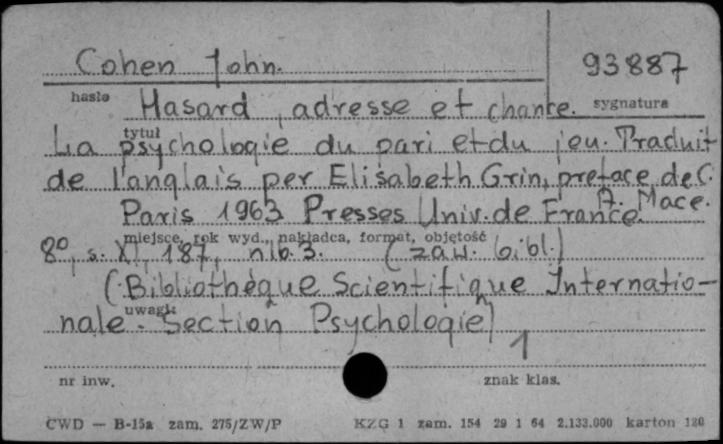 Cohen John. 93887
hasło Hasard, adresse et chance. sygnatura
tytuł
La psychologie du pari et du jeu. Traduit
de l'anglais per Elisabeth Grin, preface de C.
A. Mace.
Paris 1963 Presses Univ. de France.
miejsce, rok wyd., nakładca, format, objętość
8°, s. XI, 187, nlb. 3. (zaw. bibl.)
(Bibliothèque Scientifique Internatio-
uwagi:
nale. Section Psychologie)
1
nr inw. znak klas.
CWD — B-15a zam. 275/ZW/P KZG 1 zam. 154 29 1 64 2.133.000 karton 120